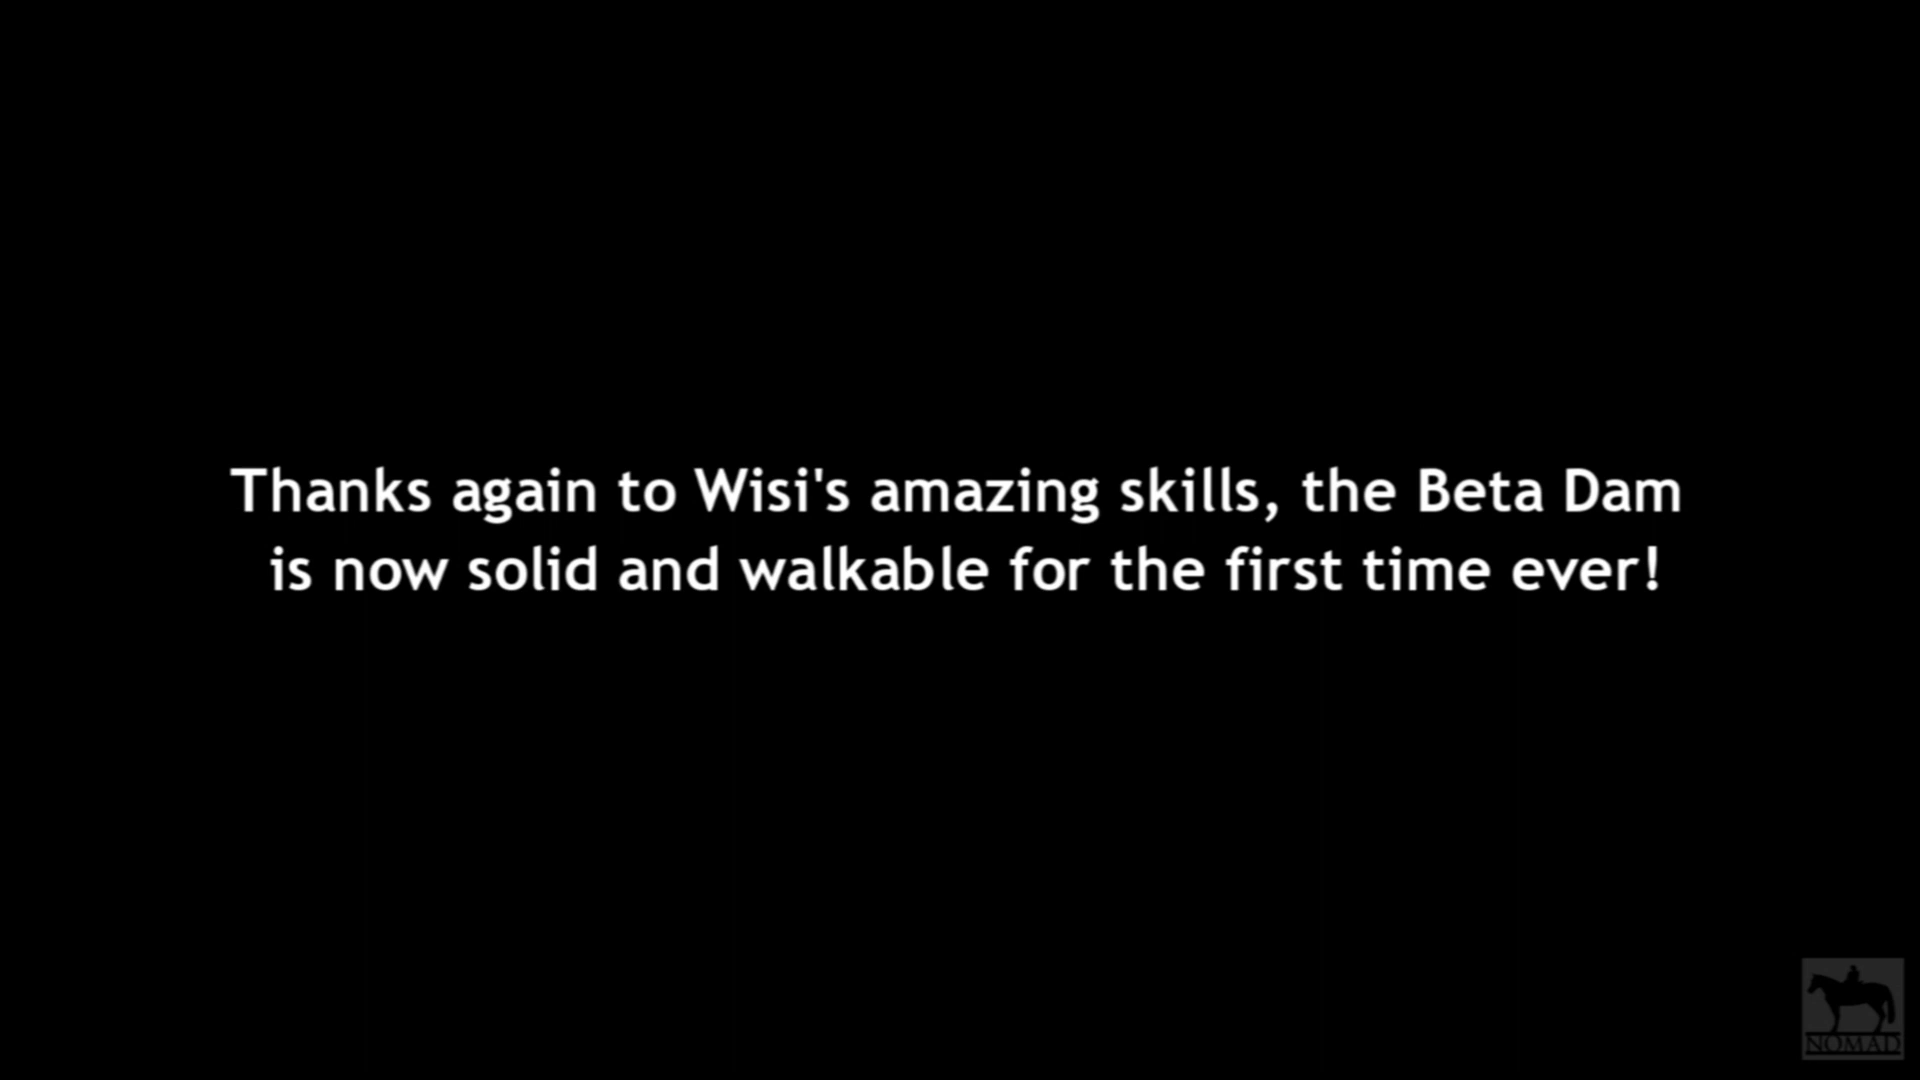 Thanks again to Wisi's amazing skills, the Beta Dam
is now solid and walkable for the first time ever!
NOMAD